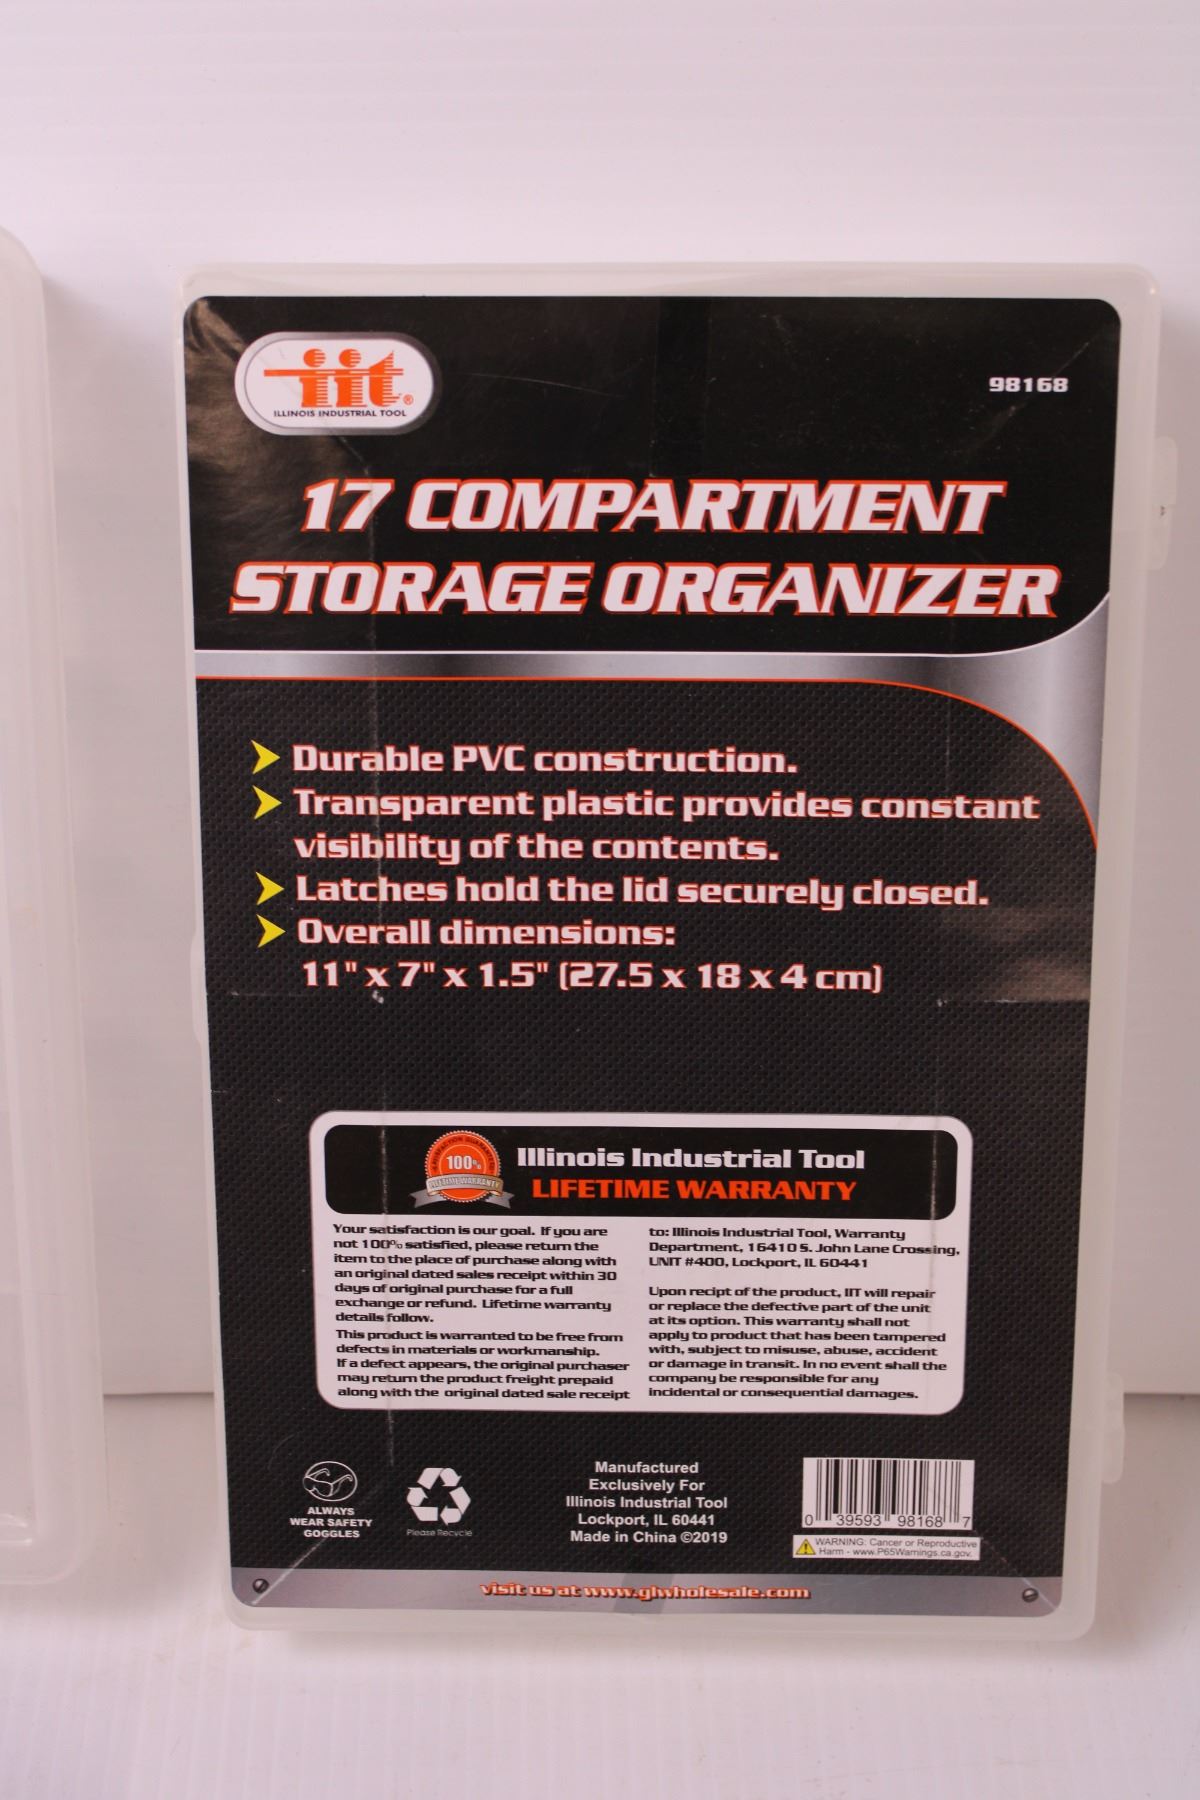 iit®
ILLINOIS INDUSTRIAL TOOL
98168
17 COMPARTMENT
STORAGE ORGANIZER
Durable PVC construction.
Transparent plastic provides constant
visibility of the contents.
Latches hold the lid securely closed.
Overall dimensions:
11" x 7" x 1.5" (27.5 x 18 x 4 cm)
100%
LIFETIME WARRANTY
Illinois Industrial Tool
LIFETIME WARRANTY
Your satisfaction is our goal. If you are
not 100% satisfied, please return the
item to the place of purchase along with
an original dated sales receipt within 30
days of original purchase for a full
exchange or refund. Lifetime warranty
details follow.
This product is warranted to be free from
defects in materials or workmanship.
If a defect appears, the original purchaser
may return the product freight prepaid
along with the original dated sale receipt
to: Illinois Industrial Tool, Warranty
Department, 16410 S. John Lane Crossing,
UNIT #400, Lockport, IL 60441
Upon recipt of the product, IIT will repair
or replace the defective part of the unit
at its option. This warranty shall not
apply to product that has been tampered
with, subject to misuse, abuse, accident
or damage in transit. In no event shall the
company be responsible for any
incidental or consequential damages.
ALWAYS
WEAR SAFETY
GOGGLES
Please Recycle
Manufactured
Exclusively For
Illinois Industrial Tool
Lockport, IL 60441
Made in China ©2019
0 39593 98168 7
WARNING: Cancer or Reproductive
Harm - www.P65Warnings.ca.gov.
visit us at www.glwholesale.com